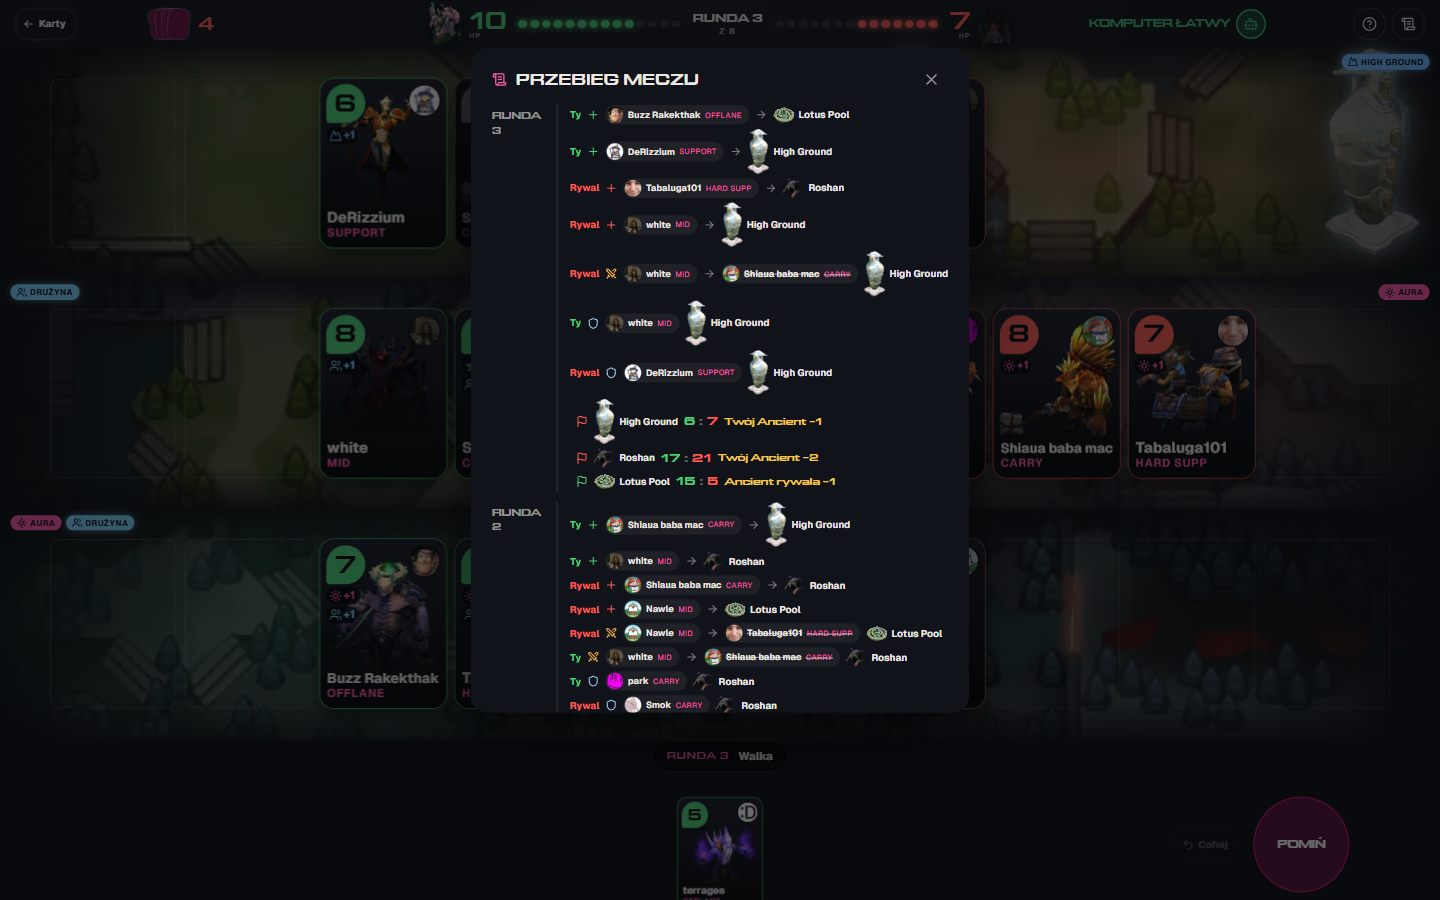 Karty
4
10
HP
RUNDA 3
Z 8
7
HP
KOMPUTER ŁATWY
HIGH GROUND
PRZEBIEG MECZU
RUNDA 3
Ty Buzz Rakekthak OFFLANE Lotus Pool
Ty DeRizzium SUPPORT High Ground
Rywal Tabaluga101 HARD SUPP Roshan
Rywal white MID High Ground
Rywal white MID Shiaua baba mac CARRY High Ground
Ty white MID High Ground
Rywal DeRizzium SUPPORT High Ground
High Ground 6 : 7 Twój Ancient -1
Roshan 17 : 21 Twój Ancient -2
Lotus Pool 15 : 5 Ancient rywala -1
RUNDA 2
Ty Shiaua baba mac CARRY High Ground
Ty white MID Roshan
Rywal Shiaua baba mac CARRY Roshan
Rywal Nawle MID Lotus Pool
Rywal Nawle MID Tabaluga101 HARD SUPP Lotus Pool
Ty white MID Shiaua baba mac CARRY Roshan
Ty park CARRY Roshan
Rywal Smok CARRY Roshan
6
+1
DeRizzium
SUPPORT
DRUŻYNA
AURA
8
+1
white
MID
8
+1
Shiaua baba mac
CARRY
7
+1
Tabaluga101
HARD SUPP
AURA
DRUŻYNA
7
+1
+1
Buzz Rakekthak
OFFLANE
RUNDA 3 Walka
5
:D
terrages
Cofnij
POMIŃ